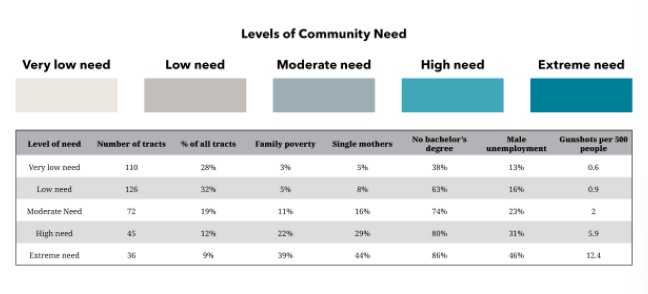 Levels of Community Need
Very low need Low need Moderate need High need Extreme need
Level of need Number of tracts % of all tracts Family poverty Single mothers No bachelor's degree Male unemployment Gunshots per 500 people
Very low need 110 28% 3% 5% 38% 13% 0.6
Low need 126 32% 5% 8% 63% 16% 0.9
Moderate Need 72 19% 11% 16% 74% 23% 2
High need 45 12% 22% 29% 80% 31% 5.9
Extreme need 36 9% 39% 44% 86% 46% 12.4